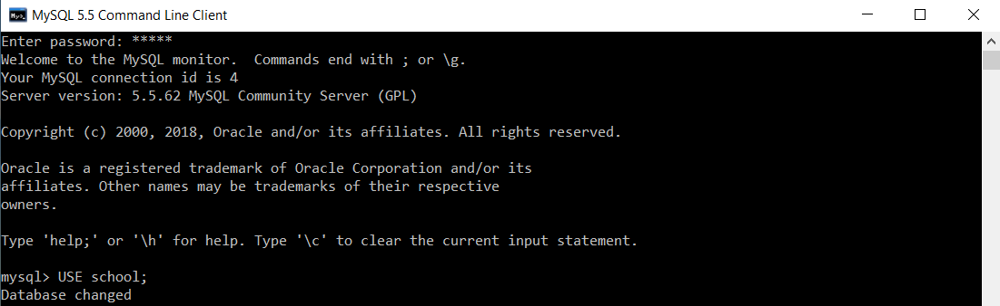 MySQL 5.5 Command Line Client
Enter password: *****
Welcome to the MySQL monitor.  Commands end with ; or \g.
Your MySQL connection id is 4
Server version: 5.5.62 MySQL Community Server (GPL)
Copyright (c) 2000, 2018, Oracle and/or its affiliates. All rights reserved.
Oracle is a registered trademark of Oracle Corporation and/or its
affiliates. Other names may be trademarks of their respective
owners.
Type 'help;' or '\h' for help. Type '\c' to clear the current input statement.
mysql> USE school;
Database changed